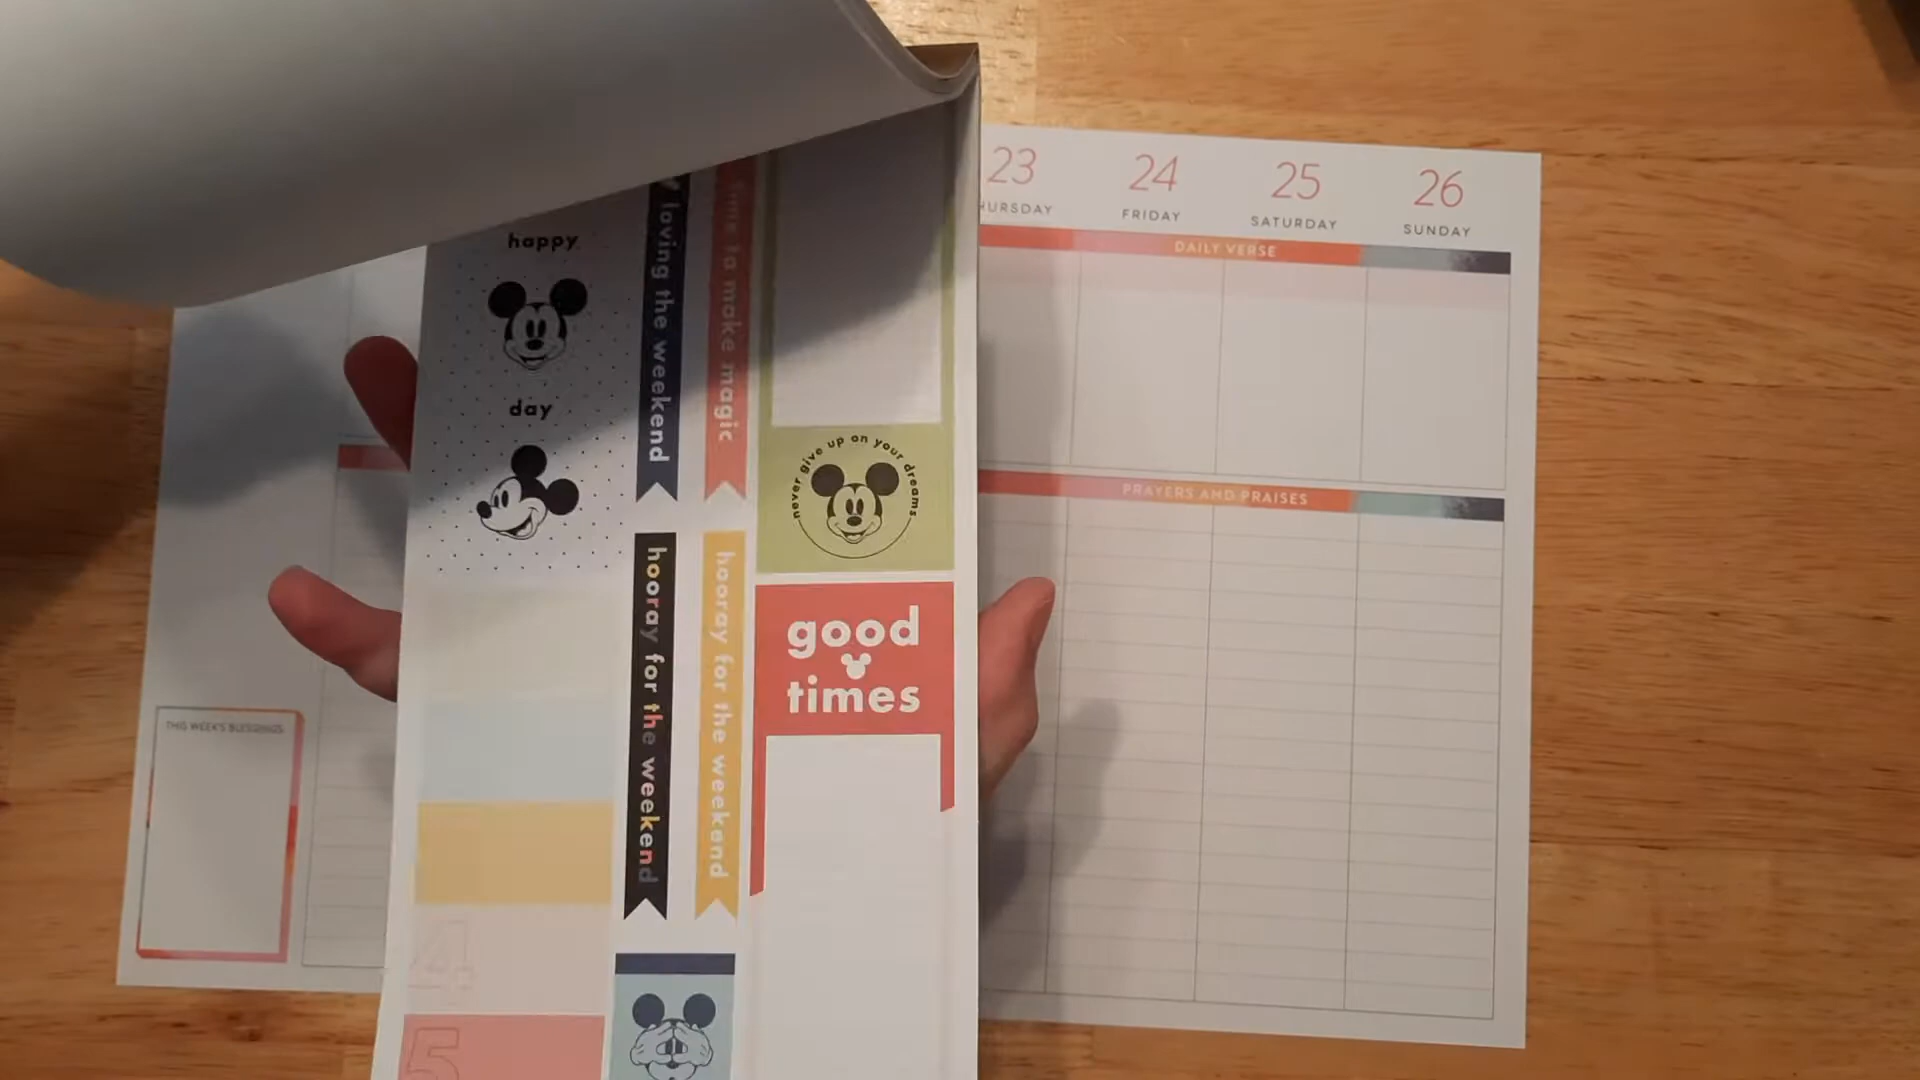 happy
day
loving the weekend
time to make magic
never give up on your dreams
hooray for the weekend
hooray for the weekend
good
times
4
5
THIS WEEK'S BLESSINGS
23
24
25
26
FRIDAY
SATURDAY
SUNDAY
DAILY VERSE
PRAYERS AND PRAISES